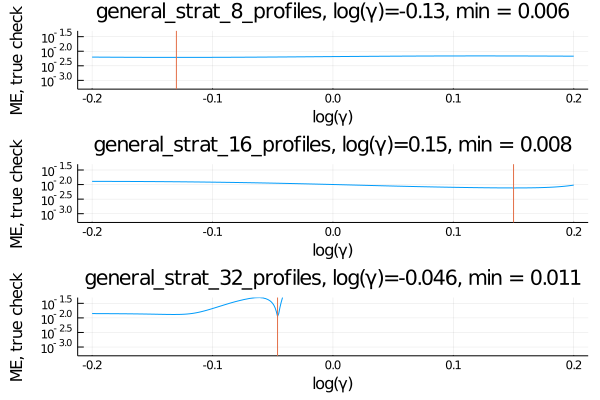 general_strat_8_profiles, log(γ)=-0.13, min = 0.006
ME, true check
10^-1.5
10^-2.0
10^-2.5
10^-3.0
-0.2 -0.1 0.0 0.1 0.2
log(γ)
general_strat_16_profiles, log(γ)=0.15, min = 0.008
ME, true check
10^-1.5
10^-2.0
10^-2.5
10^-3.0
-0.2 -0.1 0.0 0.1 0.2
log(γ)
general_strat_32_profiles, log(γ)=-0.046, min = 0.011
ME, true check
10^-1.5
10^-2.0
10^-2.5
10^-3.0
-0.2 -0.1 0.0 0.1 0.2
log(γ)